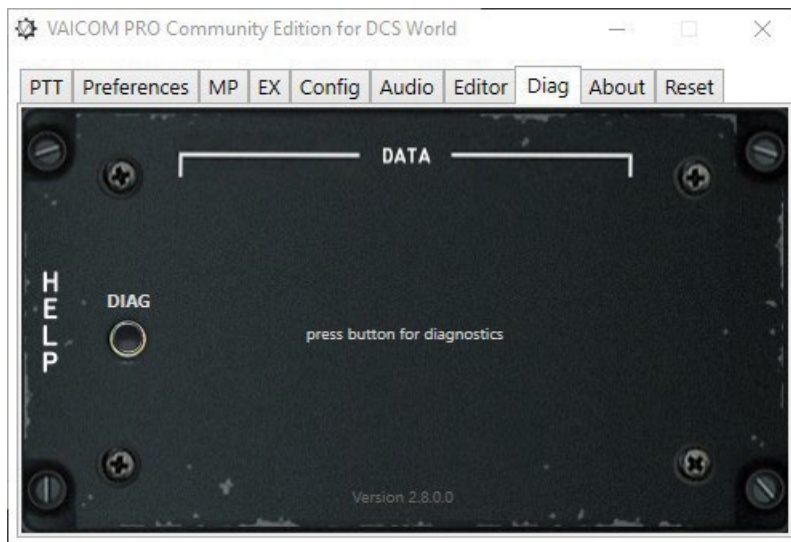 VAICOM PRO Community Edition for DCS World
PTT Preferences MP EX Config Audio Editor Diag About Reset
DATA
HELP
DIAG
press button for diagnostics
Version 2.8.0.0